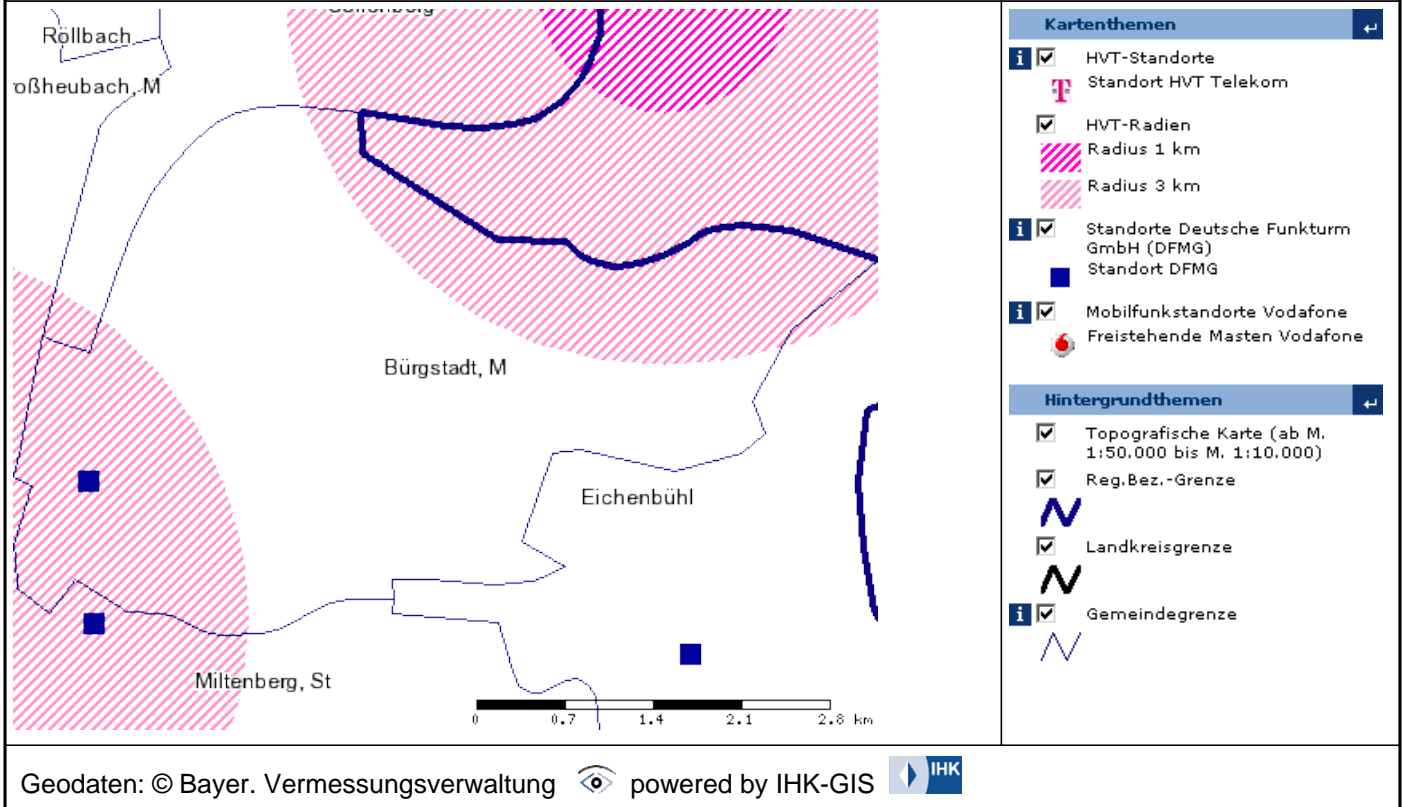 Röllbach
oßheubach, M
Bürgstadt, M
Eichenbühl
Miltenberg, St
0 0.7 1.4 2.1 2.8 km
Kartenthemen
i HVT-Standorte
T Standort HVT Telekom
HVT-Radien
Radius 1 km
Radius 3 km
i Standorte Deutsche Funkturm
GmbH (DFMG)
Standort DFMG
i Mobilfunkstandorte Vodafone
Freistehende Masten Vodafone
Hintergrundthemen
Topografische Karte (ab M.
1:50.000 bis M. 1:10.000)
Reg.Bez.-Grenze
Landkreisgrenze
i Gemeindegrenze
Geodaten: © Bayer. Vermessungsverwaltung powered by IHK-GIS IHK